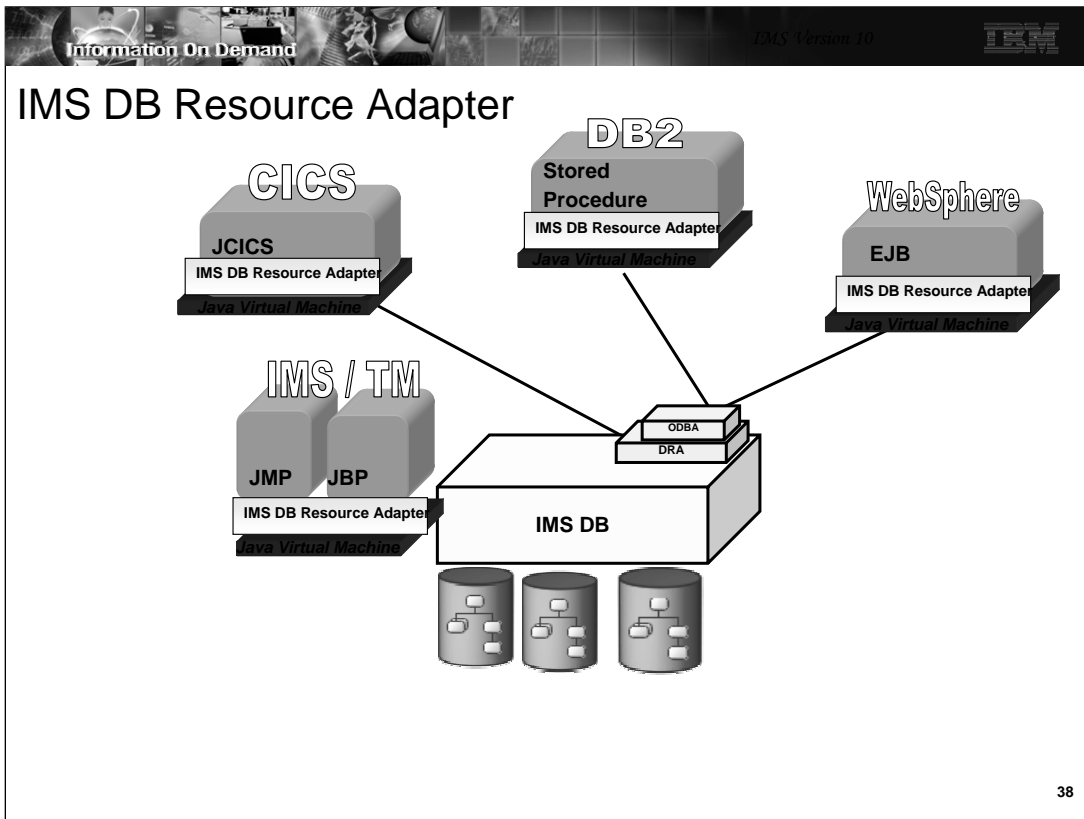 Information On Demand
IMS Version 10
IBM
IMS DB Resource Adapter
DB2
Stored
Procedure
IMS DB Resource Adapter
Java Virtual Machine
CICS
JCICS
IMS DB Resource Adapter
Java Virtual Machine
WebSphere
EJB
IMS DB Resource Adapter
Java Virtual Machine
IMS / TM
JMP
JBP
IMS DB Resource Adapter
Java Virtual Machine
ODBA
DRA
IMS DB
38